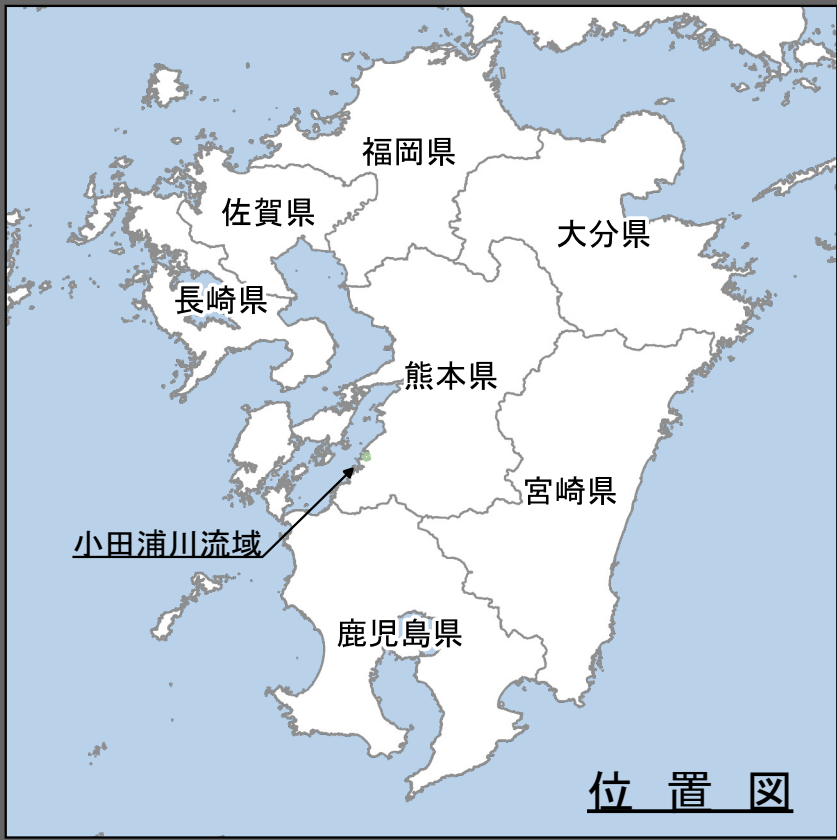 福岡県
佐賀県
大分県
長崎県
熊本県
宮崎県
小田浦川流域
鹿児島県
位置図